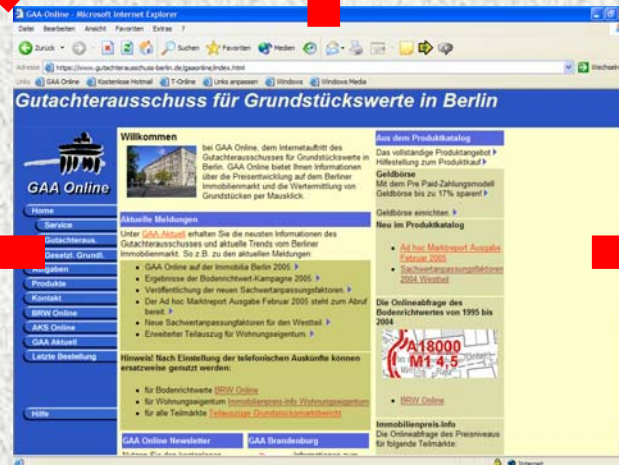 GAA-Online - Microsoft Internet Explorer
Datei Bearbeiten Ansicht Favoriten Extras ?
Zurück Suchen Favoriten Medien
Adresse https://www.gutachterausschuss-berlin.de/gaaonline/index.html Wechseln
Links GAA Online Kostenlose Hotmail T-Online Links anpassen Windows Windows Media
Gutachterausschuss für Grundstückswerte in Berlin
GAA Online
Home
Service
Gutachteraus.
Gesetzl. Grundl.
Produkte
Kontakt
BRW Online
AKS Online
GAA Aktuell
Letzte Bestellung
Hilfe
Willkommen
bei GAA Online, dem Internetauftritt des
Gutachterausschusses für Grundstückswerte in
Berlin. GAA Online bietet Ihnen Informationen
über die Preisentwicklung auf dem Berliner
Immobilienmarkt und die Wertermittlung von
Grundstücken per Mausklick.
Aktuelle Meldungen
Unter GAA Aktuell erhalten Sie die neusten Informationen des
Gutachterausschusses und aktuelle Trends vom Berliner
Immobilienmarkt. So z.B. zu den aktuellen Meldungen:
GAA Online auf der Immobilia Berlin 2005.
Ergebnisse der Bodenrichtwert-Kampagne 2005.
Veröffentlichung der neuen Sachwertanpassungsfaktoren.
Der Ad hoc Marktreport Ausgabe Februar 2005 steht zum Abruf
bereit.
Neue Sachwertanpassungfaktoren für den Westteil.
Erweiterter Teilauszug für Wohnungseigentum.
Hinweis! Nach Einstellung der telefonischen Auskünfte können
ersatzweise genutzt werden:
für Bodenrichtwerte BRW Online
für Wohnungseigentum Immobilienpreis-Info Wohnungseigentum
für alle Teilmärkte Teilauszüge Grundstücksmarktbericht
GAA Online Newsletter
GAA Brandenburg
Aus dem Produktkatalog
Das vollständige Produktangebot
Hilfestellung zum Produktkauf
Geldbörse
Mit dem Pre Paid-Zahlungsmodell
Geldbörse bis zu 17% sparen!
Geldbörse einrichten.
Neu im Produktkatalog
Ad hoc Marktreport Ausgabe
Februar 2005
Sachwertanpassungsfaktoren
2004 Westteil
Die Onlineabfrage des
Bodenrichtwertes von 1995 bis
2004
A18000
M1 4,5
BRW Online
Immobilienpreis-Info
Die Onlineabfrage des Preisniveaus
für folgende Teilmärkte:
Internet